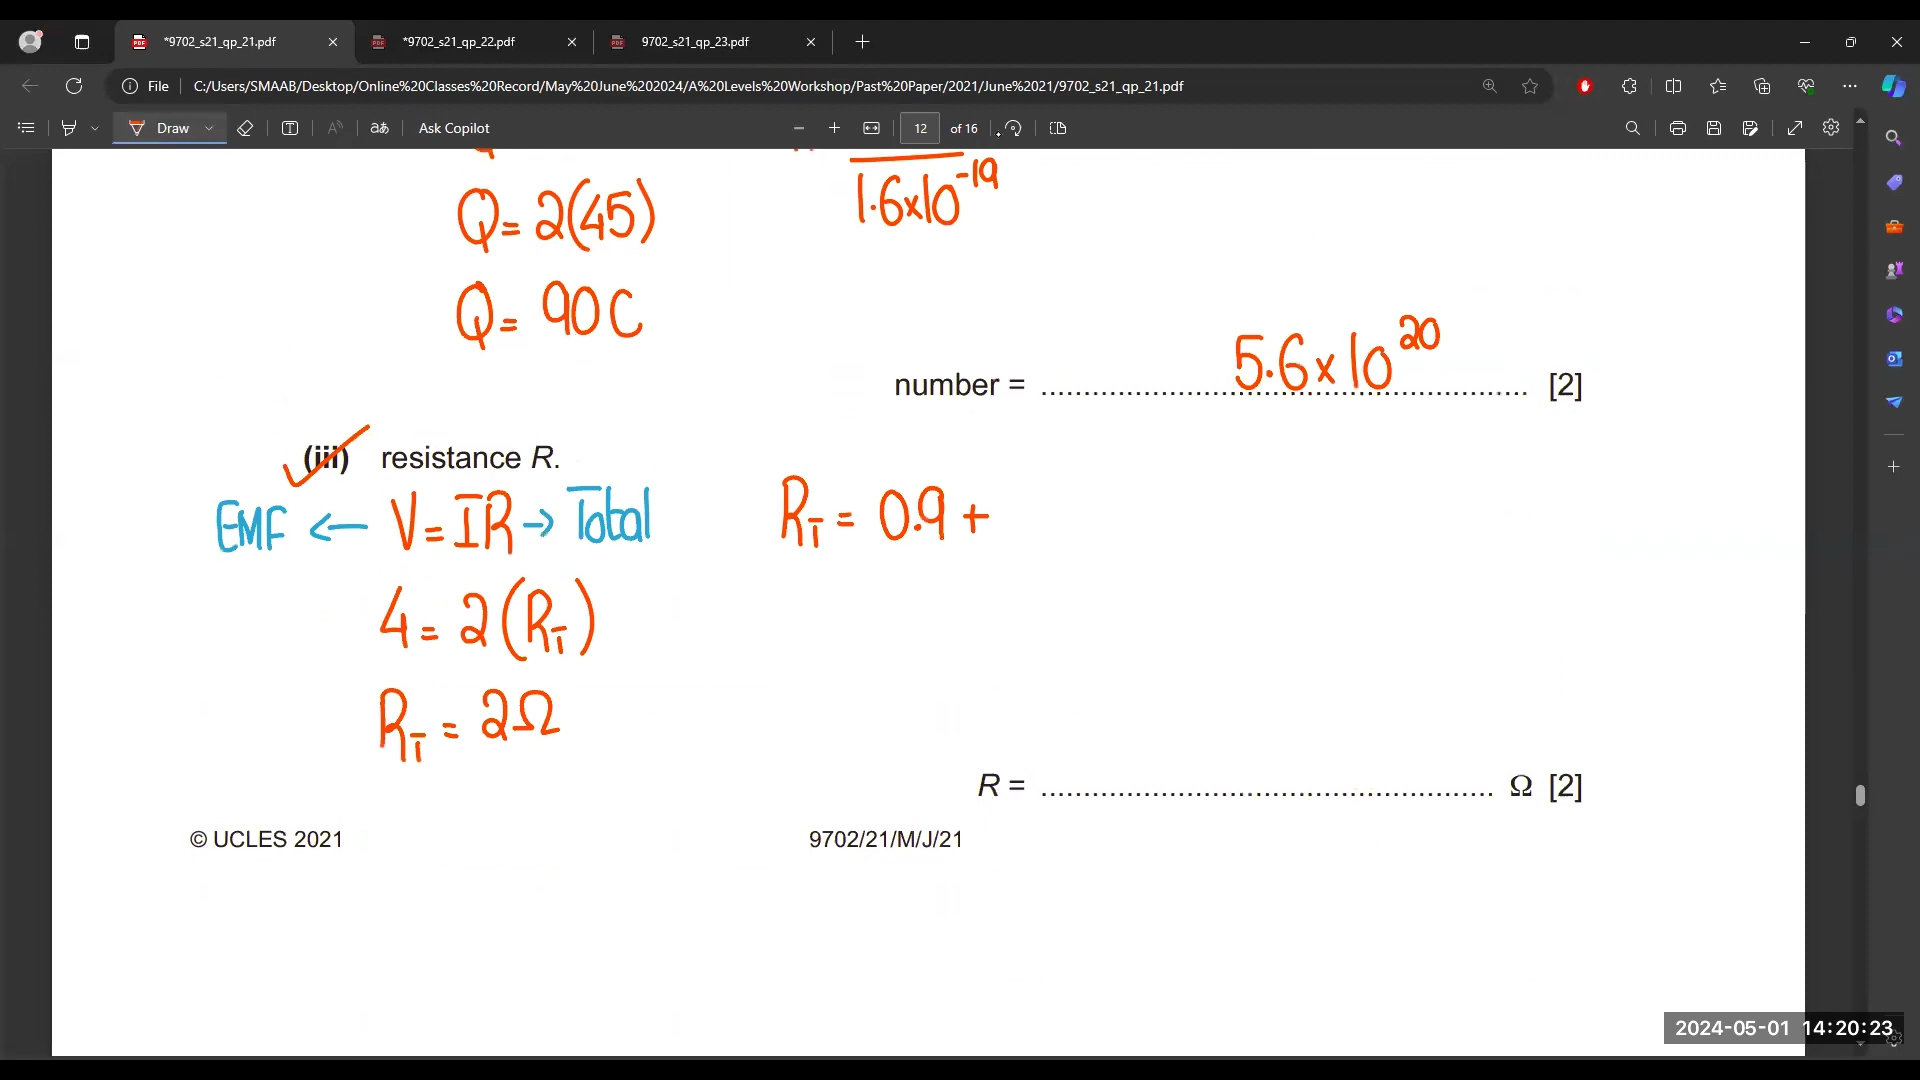 *9702_s21_qp_21.pdf
*9702_s21_qp_22.pdf
9702_s21_qp_23.pdf
File
C:/Users/SMAAB/Desktop/Online%20Classes%20Record/May%20June%202024/A%20Levels%20Workshop/Past%20Paper/2021/June%2021/9702_s21_qp_21.pdf
Draw
Ask Copilot
12 of 16
1.6x10^-19
Q = 2(45)
Q = 90 C
number = 5.6 x 10^20 [2]
(iii) resistance R.
EMF ← V = IR → Total
R_T = 0.9 +
4 = 2 (R_T)
R_T = 2Ω
R = ...................................................... Ω [2]
© UCLES 2021
9702/21/M/J/21
2024-05-01 14:20:23